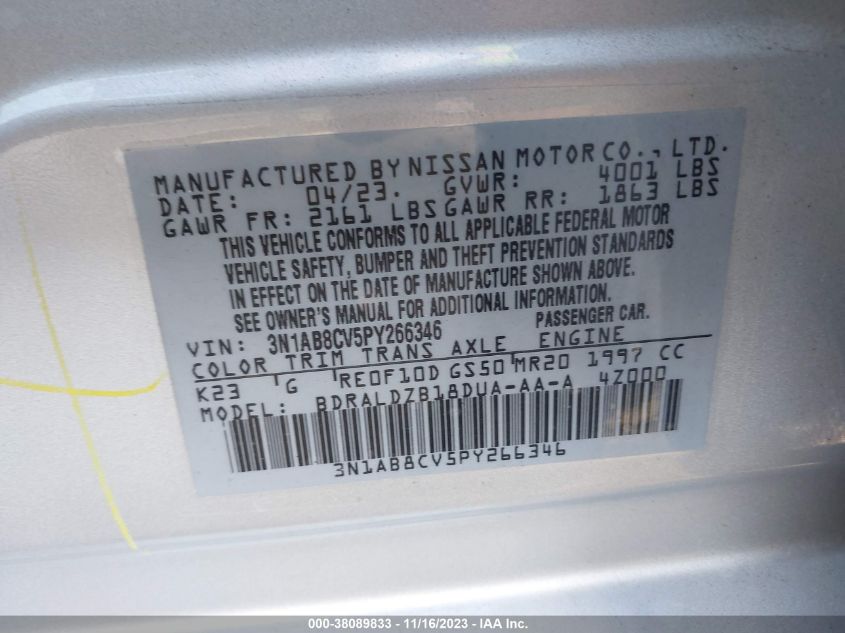 MANUFACTURED BY NISSAN MOTOR CO., LTD.
DATE: 04/23. GVWR: 4001 LBS
GAWR FR: 2161 LBS GAWR RR: 1863 LBS
THIS VEHICLE CONFORMS TO ALL APPLICABLE FEDERAL MOTOR
VEHICLE SAFETY, BUMPER AND THEFT PREVENTION STANDARDS
IN EFFECT ON THE DATE OF MANUFACTURE SHOWN ABOVE.
SEE OWNER'S MANUAL FOR ADDITIONAL INFORMATION.
VIN: 3N1AB8CV5PY266346 PASSENGER CAR.
COLOR TRIM TRANS AXLE ENGINE
K23 G RE0F10D GS50 MR20 1997 CC
MODEL: BDRALDZB18DUA-AA-A 4Z000
3N1AB8CV5PY266346
000-38089833 - 11/16/2023 - IAA Inc.